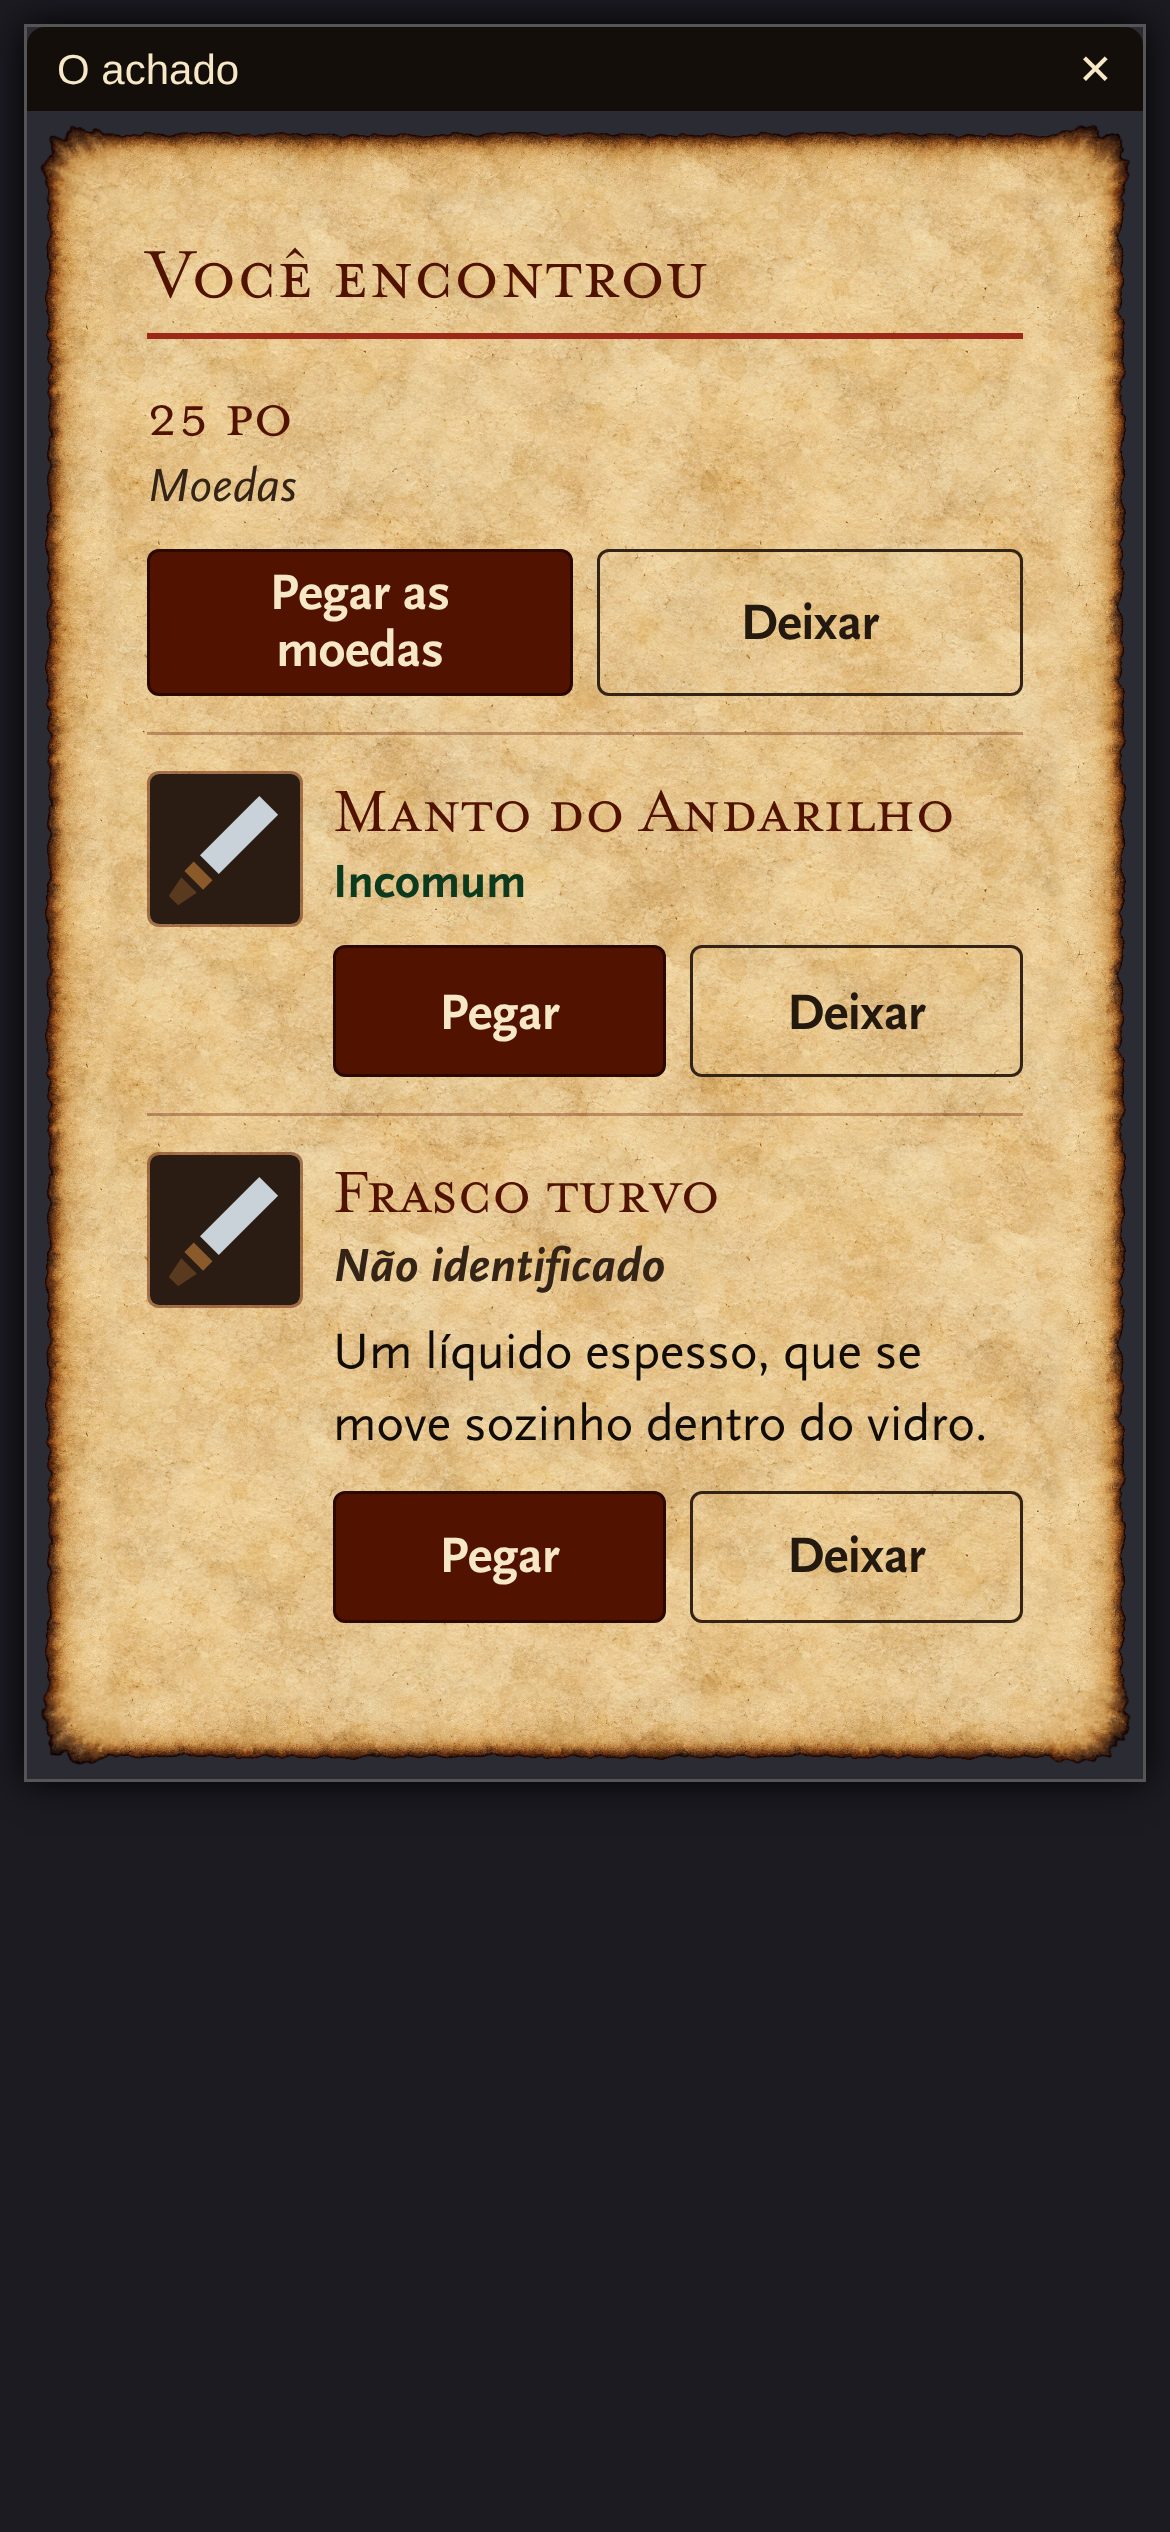 O achado
Você encontrou
25 PO
Moedas
Pegar as
moedas
Deixar
Manto do Andarilho
Incomum
Pegar
Deixar
Frasco turvo
Não identificado
Um líquido espesso, que se
move sozinho dentro do vidro.
Pegar
Deixar